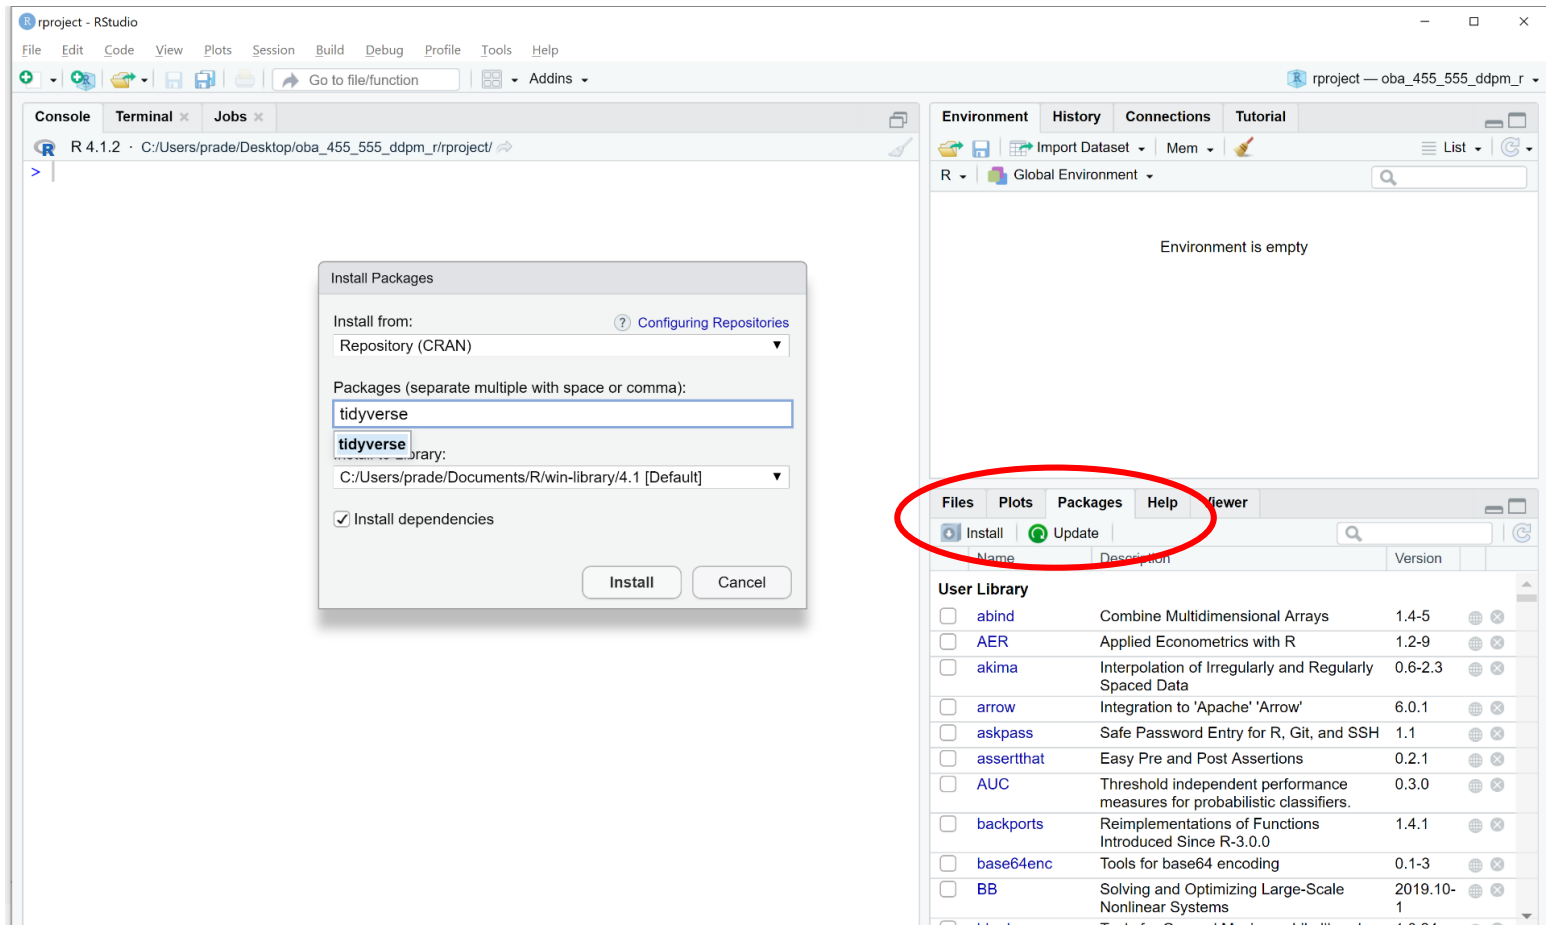 rproject - RStudio
File Edit Code View Plots Session Build Debug Profile Tools Help
Go to file/function Addins rproject — oba_455_555_ddpm_r
Console Terminal Jobs
R 4.1.2 · C:/Users/prade/Desktop/oba_455_555_ddpm_r/rproject/
>
Install Packages
Install from: ? Configuring Repositories
Repository (CRAN)
Packages (separate multiple with space or comma):
tidyverse
tidyverse
Library:
C:/Users/prade/Documents/R/win-library/4.1 [Default]
Install dependencies
Install Cancel
Environment History Connections Tutorial
Import Dataset Mem List
R Global Environment
Environment is empty
Files Plots Packages Help Viewer
Install Update
Name Description Version
User Library
abind Combine Multidimensional Arrays 1.4-5
AER Applied Econometrics with R 1.2-9
akima Interpolation of Irregularly and Regularly 0.6-2.3
Spaced Data
arrow Integration to 'Apache' 'Arrow' 6.0.1
askpass Safe Password Entry for R, Git, and SSH 1.1
assertthat Easy Pre and Post Assertions 0.2.1
AUC Threshold independent performance 0.3.0
measures for probabilistic classifiers.
backports Reimplementations of Functions 1.4.1
Introduced Since R-3.0.0
base64enc Tools for base64 encoding 0.1-3
BB Solving and Optimizing Large-Scale 2019.10-
Nonlinear Systems 1